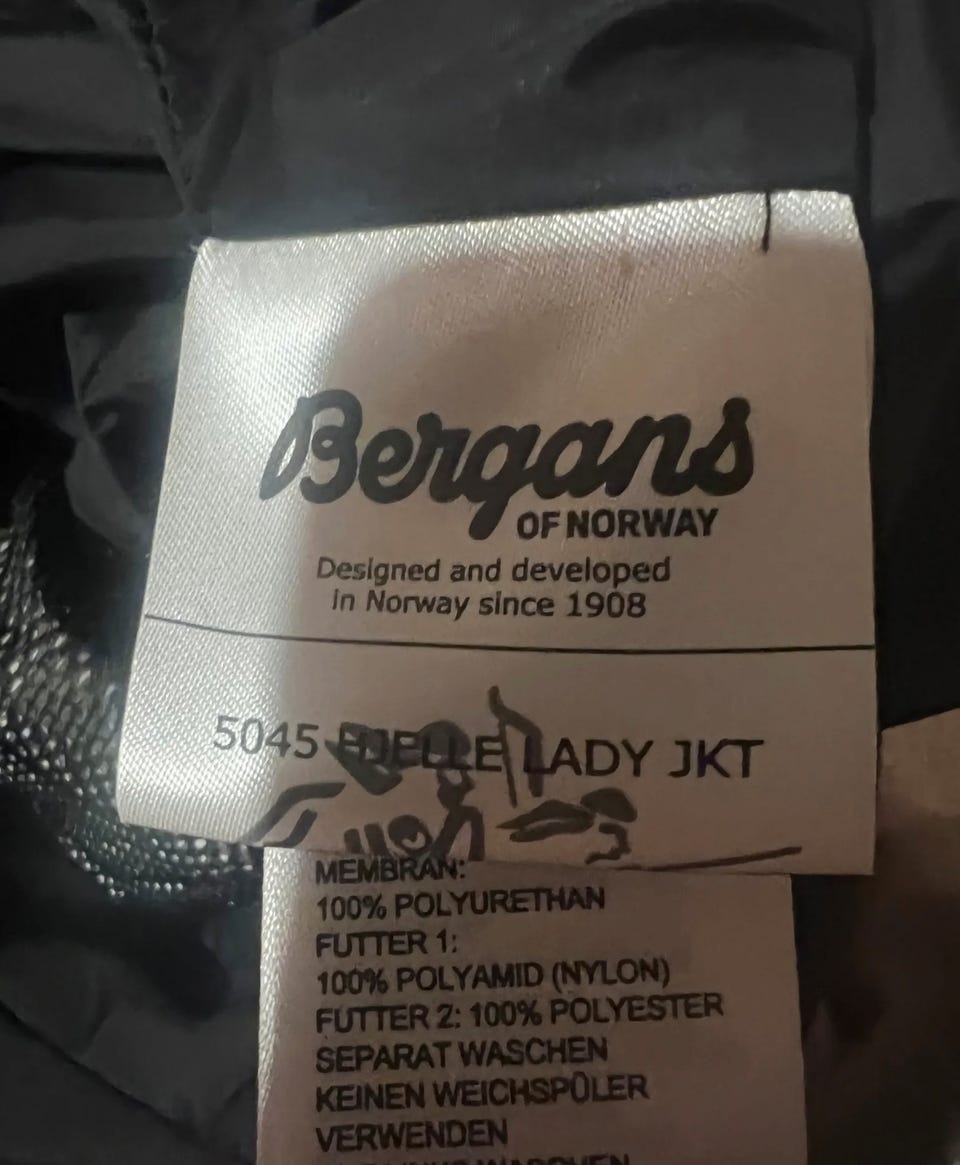 Bergans
OF NORWAY
Designed and developed
in Norway since 1908
5045 LADY JKT
MEMBRAN:
100% POLYURETHAN
FUTTER 1:
100% POLYAMID (NYLON)
FUTTER 2: 100% POLYESTER
SEPARAT WASCHEN
KEINEN WEICHSPÜLER
VERWENDEN